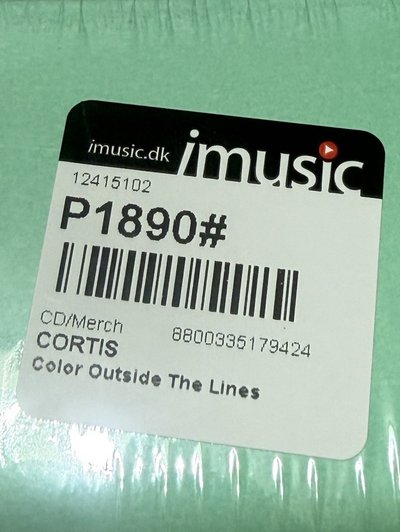 imusic.dk imusic
12415102
P1890#
CD/Merch 8800335179424
CORTIS
Color Outside The Lines